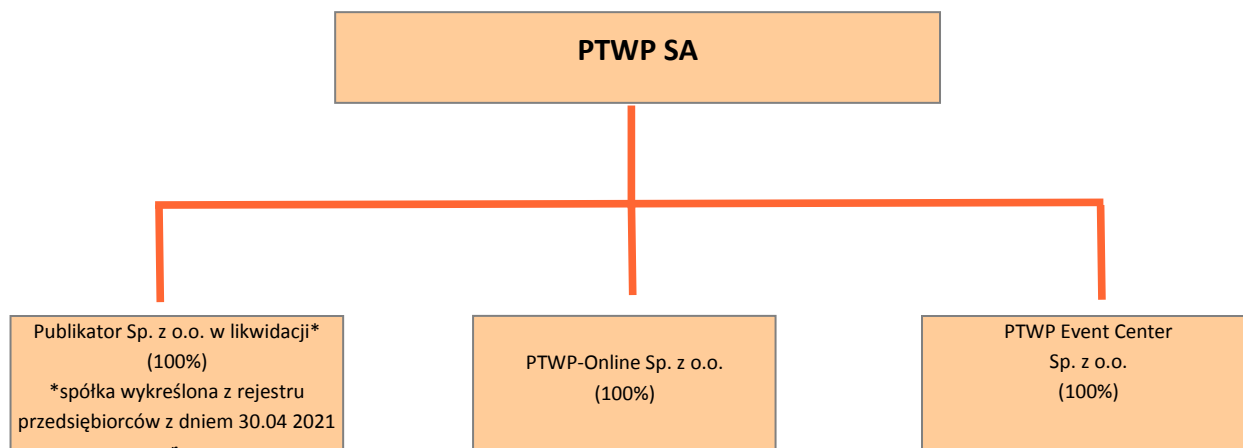 PTWP SA
Publikator Sp. z o.o. w likwidacji*
(100%)
*spółka wykreślona z rejestru
przedsiębiorców z dniem 30.04 2021
PTWP-Online Sp. z o.o.
(100%)
PTWP Event Center
Sp. z o.o.
(100%)